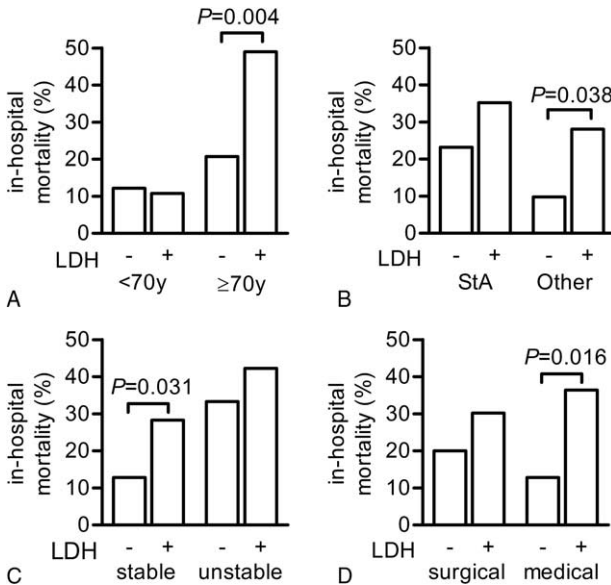 P=0.004
50
40
30
20
10
0
in-hospital
mortality (%)
LDH - + - +
<70y ≥70y
A
50
40
30
20
10
0
in-hospital
mortality (%)
P=0.038
LDH - + - +
StA Other
B
50
40
30
20
10
0
in-hospital
mortality (%)
P=0.031
LDH - + - +
stable unstable
C
50
40
30
20
10
0
in-hospital
mortality (%)
P=0.016
LDH - + - +
surgical medical
D